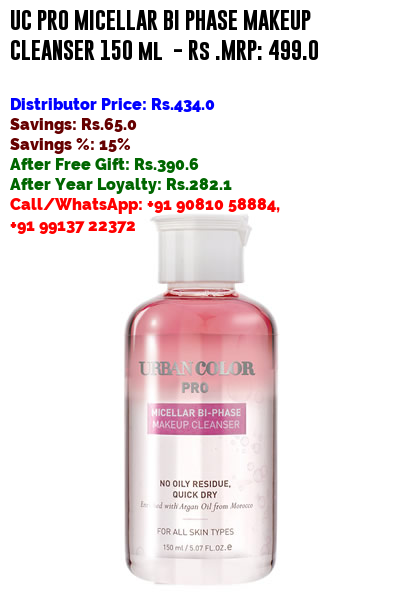 UC PRO MICELLAR BI PHASE MAKEUP
CLEANSER 150 ML - RS .MRP: 499.0
Distributor Price: Rs.434.0
Savings: Rs.65.0
Savings %: 15%
After Free Gift: Rs.390.6
After Year Loyalty: Rs.282.1
Call/WhatsApp: +91 90810 58884,
+91 99137 22372
URBAN COLOR
PRO
MICELLAR BI-PHASE
MAKEUP CLEANSER
NO OILY RESIDUE,
QUICK DRY
Enriched with Argan Oil from Morocco
FOR ALL SKIN TYPES
150 ml / 5.07 FL.OZ.e